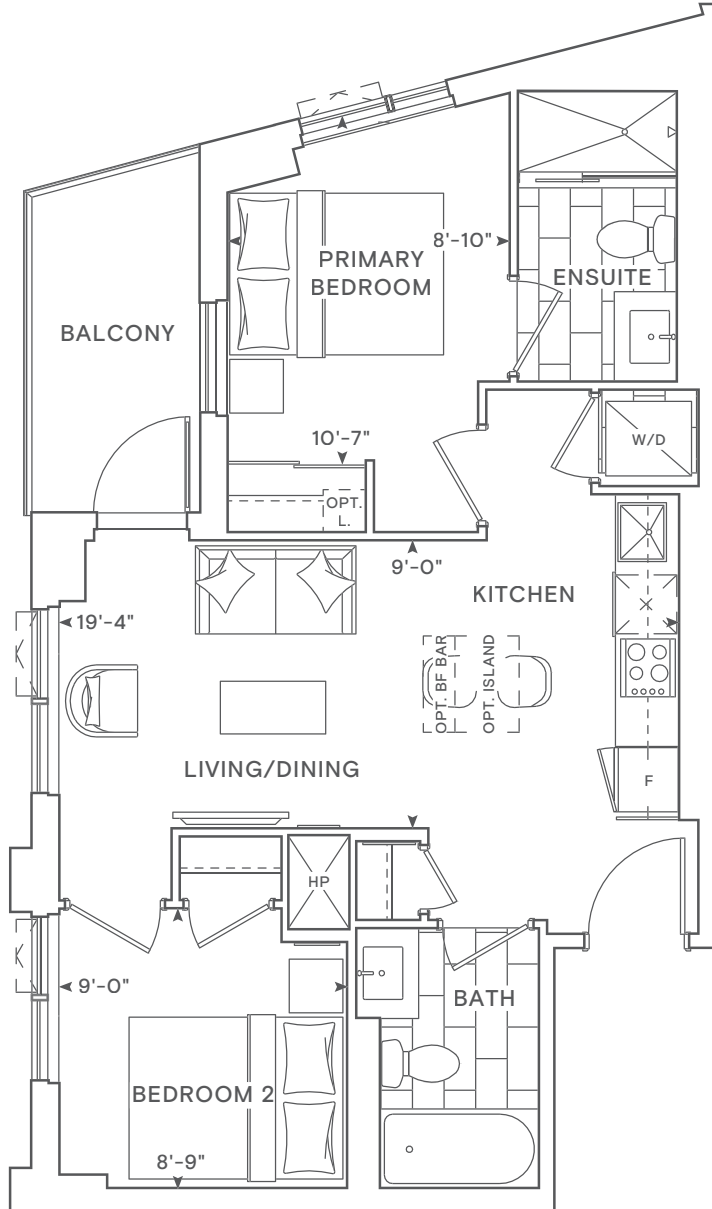 PRIMARY
BEDROOM
8'-10"
ENSUITE
BALCONY
10'-7"
OPT.
L.
W/D
9'-0"
KITCHEN
19'-4"
OPT. BF BAR
OPT. ISLAND
LIVING/DINING
F
HP
9'-0"
BATH
BEDROOM 2
8'-9"